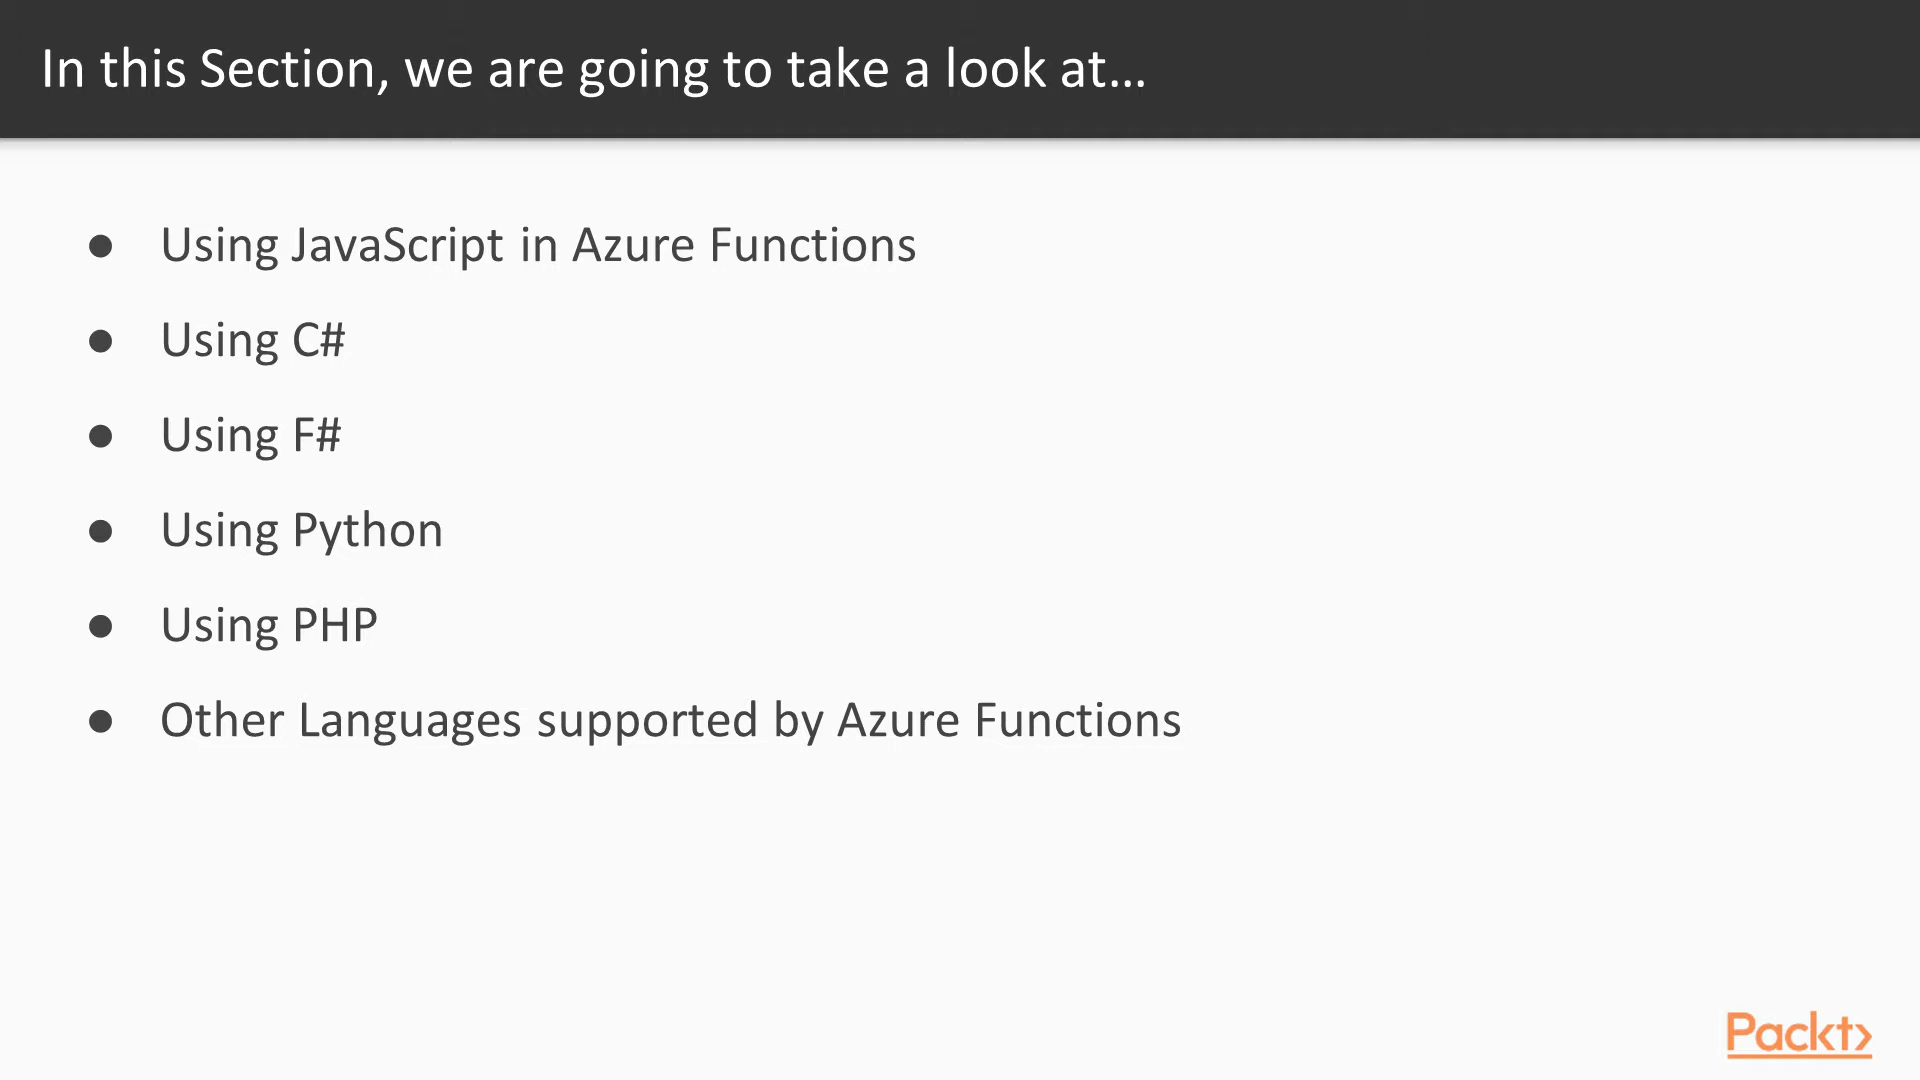 In this Section, we are going to take a look at...
● Using JavaScript in Azure Functions
● Using C#
● Using F#
● Using Python
● Using PHP
● Other Languages supported by Azure Functions
Packt>